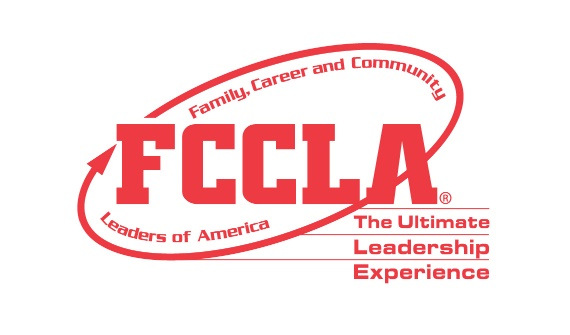 Family, Career and Community
FCCLA®
Leaders of America
The Ultimate
Leadership
Experience